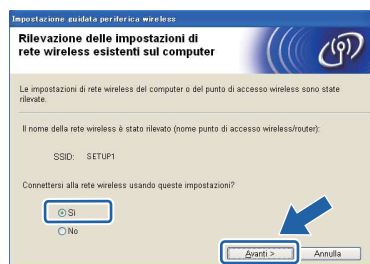 Impostazione guidata periferica wireless
Rilevazione delle impostazioni di
rete wireless esistenti sul computer
Le impostazioni di rete wireless del computer o del punto di accesso wireless sono state
rilevate.
Il nome della rete wireless è stato rilevato (nome punto di accesso wireless/router):
SSID: SETUP1
Connettersi alla rete wireless usando queste impostazioni?
Sì
No
Avanti >
Annulla